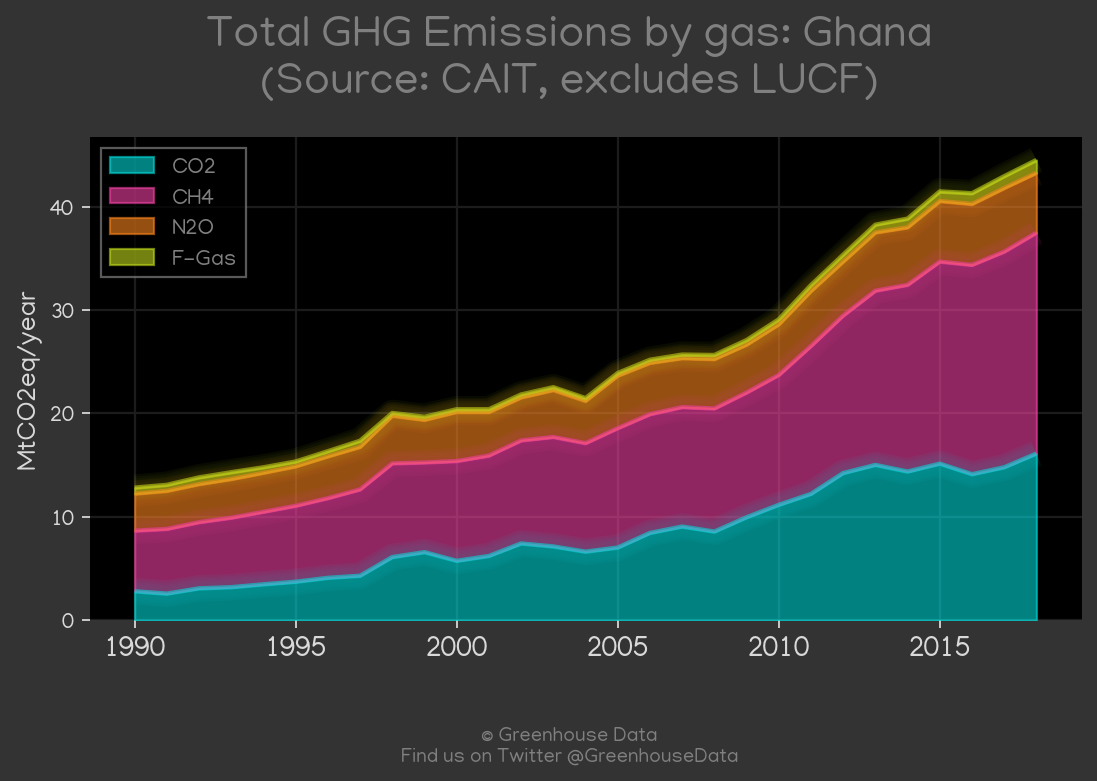 Total GHG Emissions by gas: Ghana
(Source: CAIT, excludes LUCF)
CO2
CH4
N2O
F-Gas
MtCO2eq/year
40
30
20
10
0
1990 1995 2000 2005 2010 2015
© Greenhouse Data
Find us on Twitter @GreenhouseData